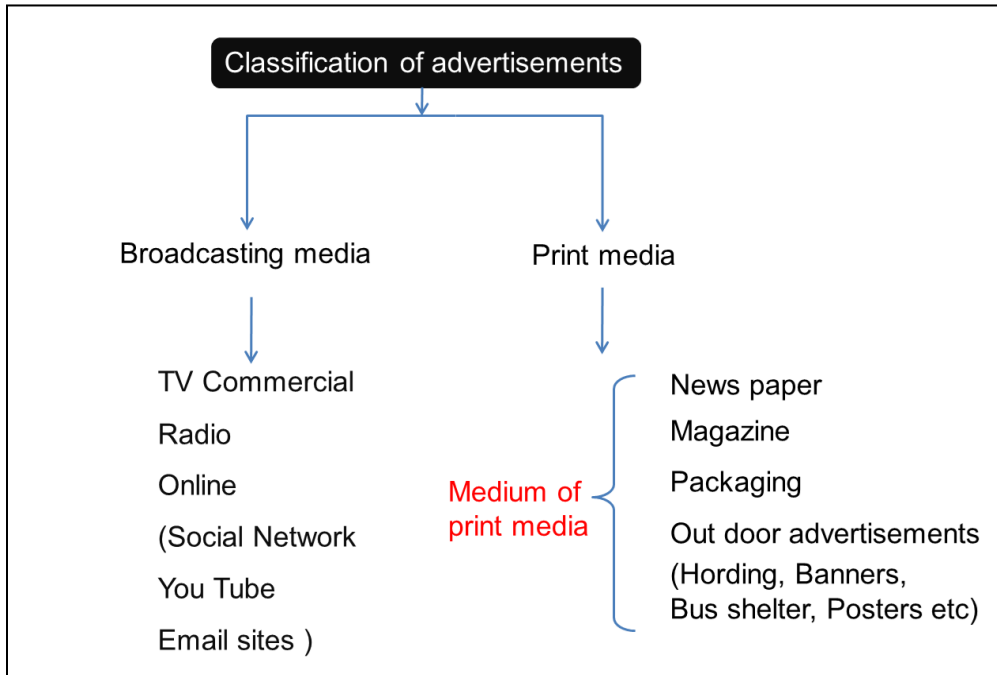 Classification of advertisements
Broadcasting media
Print media
TV Commercial
Radio
Online
(Social Network
You Tube
Email sites )
Medium of
print media
News paper
Magazine
Packaging
Out door advertisements
(Hording, Banners,
Bus shelter, Posters etc)